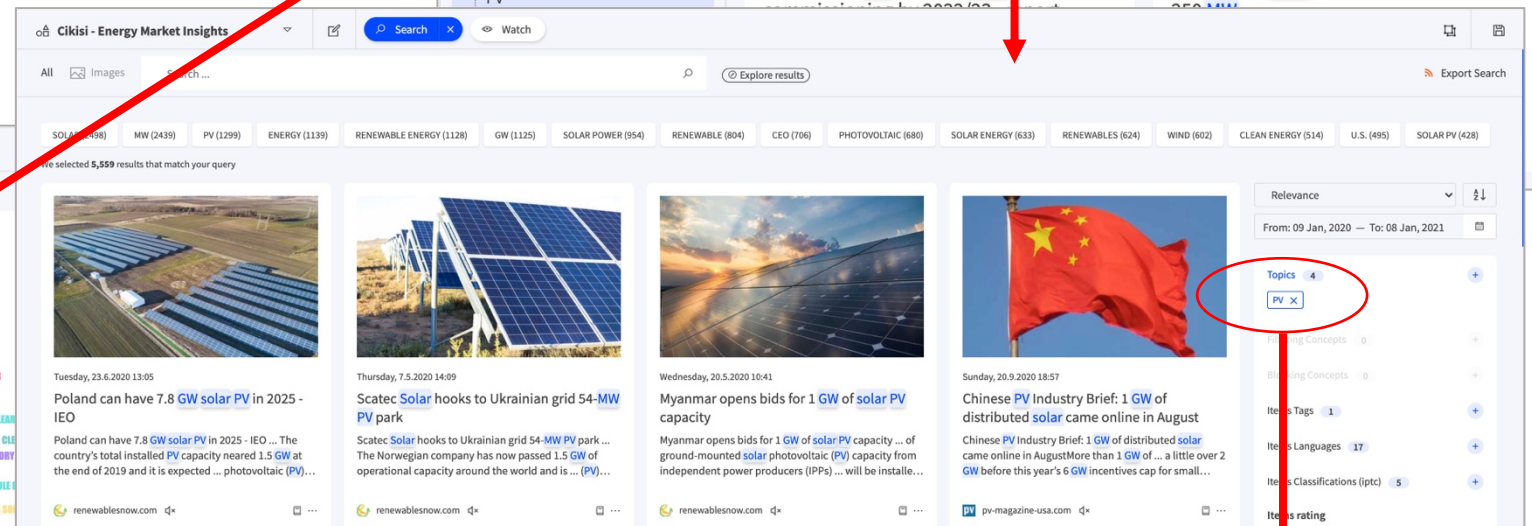 PV
Cikisi - Energy Market Insights
Search ×
Watch
All Images Search ... Explore results Export Search
MW (2439) PV (1299) ENERGY (1139) RENEWABLE ENERGY (1128) GW (1125) SOLAR POWER (954) RENEWABLE (804) CEO (706) PHOTOVOLTAIC (680) SOLAR ENERGY (633) RENEWABLES (624) WIND (602) CLEAN ENERGY (514) U.S. (495) SOLAR PV (428)
We selected 5,559 results that match your query
Relevance
From: 09 Jan, 2020 — To: 08 Jan, 2021
Topics 4 +
PV ×
Filtering Concepts 0 +
Blocking Concepts 0 +
Items Tags 1 +
Items Languages 17 +
Items Classifications (iptc) 5 +
Items rating
Tuesday, 23.6.2020 13:05
Poland can have 7.8 GW solar PV in 2025 -
IEO
Poland can have 7.8 GW solar PV in 2025 - IEO ... The
country's total installed PV capacity neared 1.5 GW at
the end of 2019 and it is expected ... photovoltaic (PV)...
renewablesnow.com
Thursday, 7.5.2020 14:09
Scatec Solar hooks to Ukrainian grid 54-MW
PV park
Scatec Solar hooks to Ukrainian grid 54-MW PV park ...
The Norwegian company has now passed 1.5 GW of
operational capacity around the world and is ... (PV)...
renewablesnow.com
Wednesday, 20.5.2020 10:41
Myanmar opens bids for 1 GW of solar PV
capacity
Myanmar opens bids for 1 GW of solar PV capacity ... of
ground-mounted solar photovoltaic (PV) capacity from
independent power producers (IPPs) ... will be installe...
renewablesnow.com
Sunday, 20.9.2020 18:57
Chinese PV Industry Brief: 1 GW of
distributed solar came online in August
Chinese PV Industry Brief: 1 GW of distributed solar
came online in AugustMore than 1 GW of ... a little over 2
GW before this year's 6 GW incentives cap for small...
pv pv-magazine-usa.com